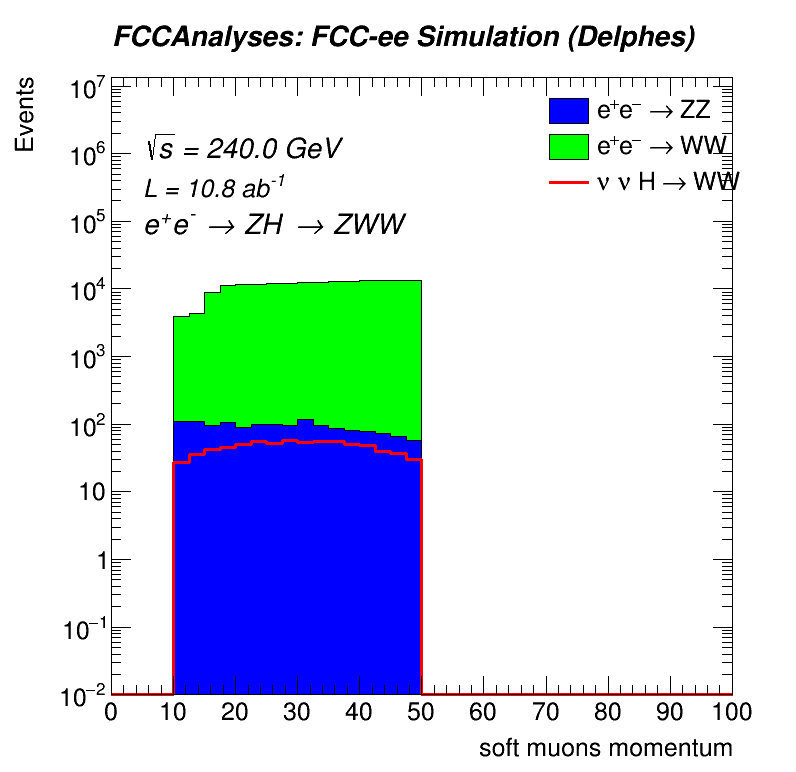 FCCAnalyses: FCC-ee Simulation (Delphes)
Events
10⁷
10⁶
10⁵
10⁴
10³
10²
10
1
10⁻¹
10⁻²
√s = 240.0 GeV
L = 10.8 ab⁻¹
e⁺e⁻ → ZH → ZWW
e⁺e⁻ → ZZ
e⁺e⁻ → WW
ν ν H → WW
0 10 20 30 40 50 60 70 80 90 100
soft muons momentum